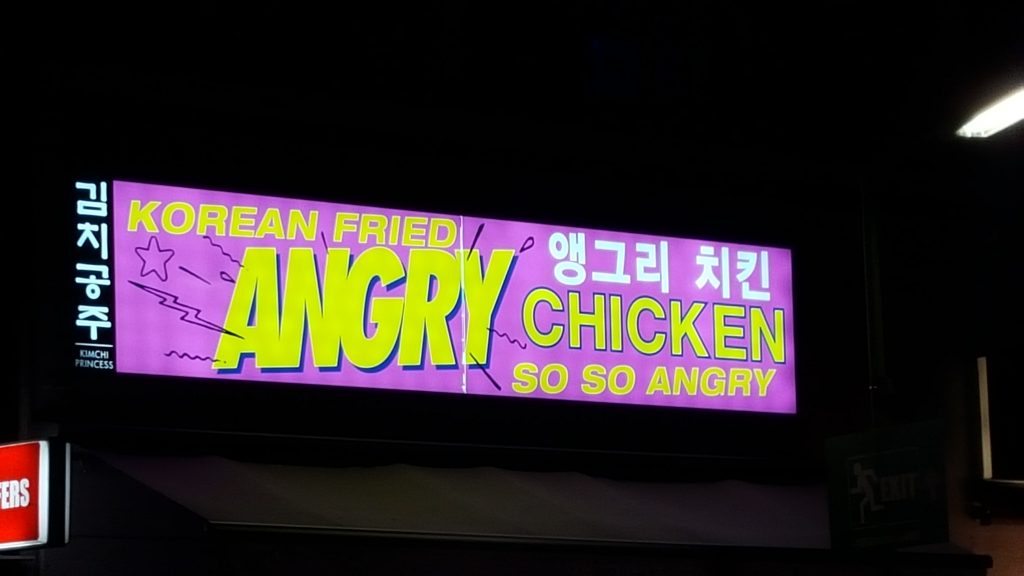 김치공주
KIMCHI
PRINCESS
KOREAN FRIED
ANGRY
앵그리 치킨
CHICKEN
SO SO ANGRY
FERS
EXIT